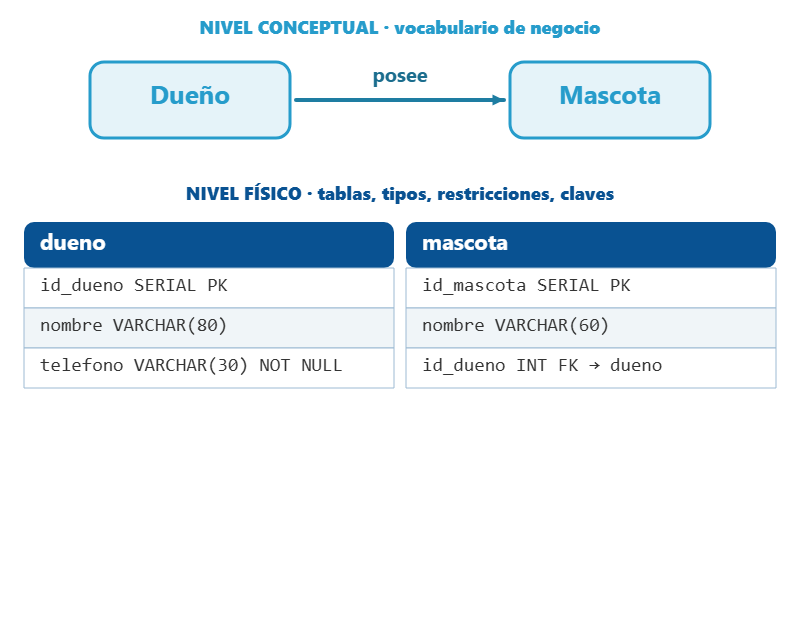 NIVEL CONCEPTUAL · vocabulario de negocio
posee
Dueño
Mascota
NIVEL FÍSICO · tablas, tipos, restricciones, claves
dueno
id_dueno SERIAL PK
nombre VARCHAR(80)
telefono VARCHAR(30) NOT NULL
mascota
id_mascota SERIAL PK
nombre VARCHAR(60)
id_dueno INT FK → dueno